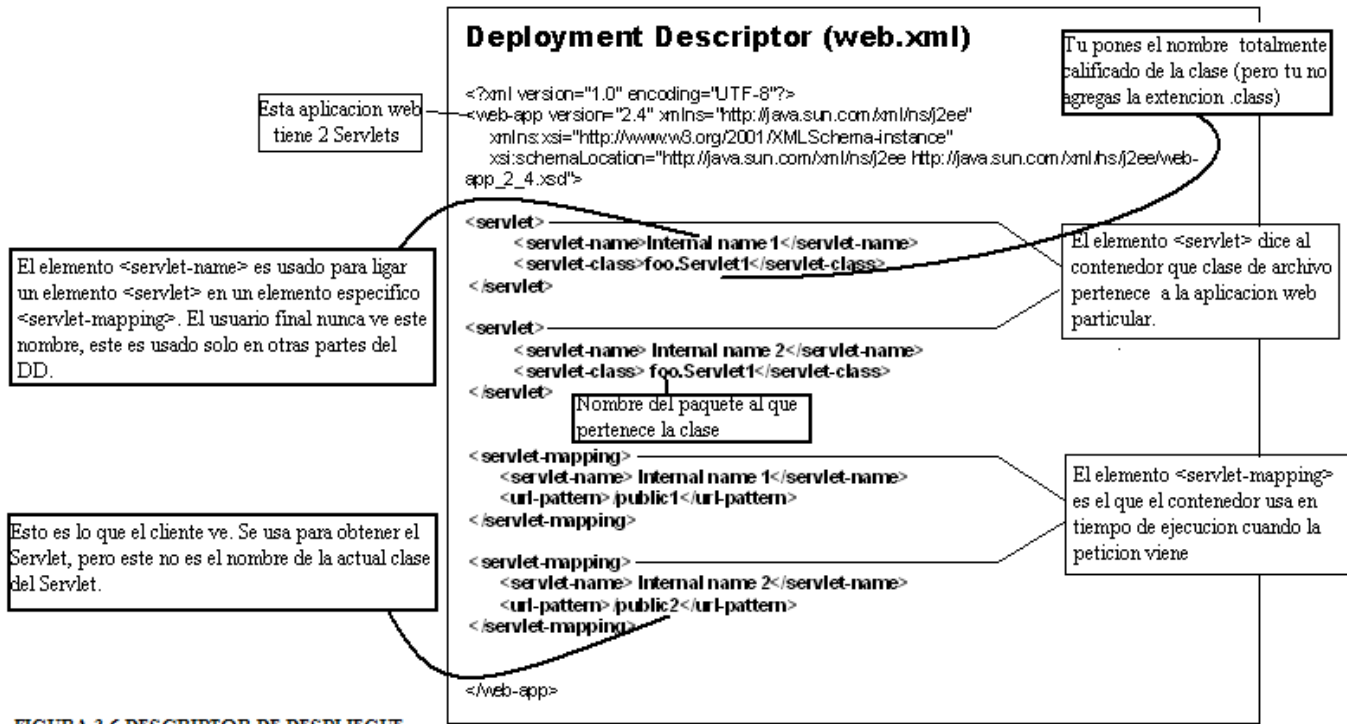 Deployment Descriptor (web.xml)
<?xml version="1.0" encoding="UTF-8"?>
<web-app version="2.4" xmlns="http://java.sun.com/xml/ns/j2ee"
xmlns:xsi="http://www.w3.org/2001/XMLSchema-instance"
xsi:schemaLocation="http://java.sun.com/xml/ns/j2ee http://java.sun.com/xml/ns/j2ee/web-
app_2_4.xsd">
<servlet>
<servlet-name>Internal name 1</servlet-name>
<servlet-class>foo.Servlet1</servlet-class>
</servlet>
<servlet>
<servlet-name> Internal name 2</servlet-name>
<servlet-class> foo.Servlet1</servlet-class>
</servlet>
Nombre del paquete al que
pertenece la clase
<servlet-mapping>
<servlet-name> Internal name 1</servlet-name>
<url-pattern>/public1</url-pattern>
</servlet-mapping>
<servlet-mapping>
<servlet-name> Internal name 2</servlet-name>
<url-pattern>/public2</url-pattern>
</servlet-mapping>
</web-app>
Esta aplicacion web
tiene 2 Servlets
El elemento <servlet-name> es usado para ligar
un elemento <servlet> en un elemento especifico
<servlet-mapping>. El usuario final nunca ve este
nombre, este es usado solo en otras partes del
DD.
Esto es lo que el cliente ve. Se usa para obtener el
Servlet, pero este no es el nombre de la actual clase
del Servlet.
Tu pones el nombre totalmente
calificado de la clase (pero tu no
agregas la extencion .class)
El elemento <servlet> dice al
contenedor que clase de archivo
pertenece a la aplicacion web
particular.
El elemento <servlet-mapping>
es el que el contenedor usa en
tiempo de ejecucion cuando la
peticion viene
FIGURA 3.6 DESCRIPTOR DE DESPLIEGUE